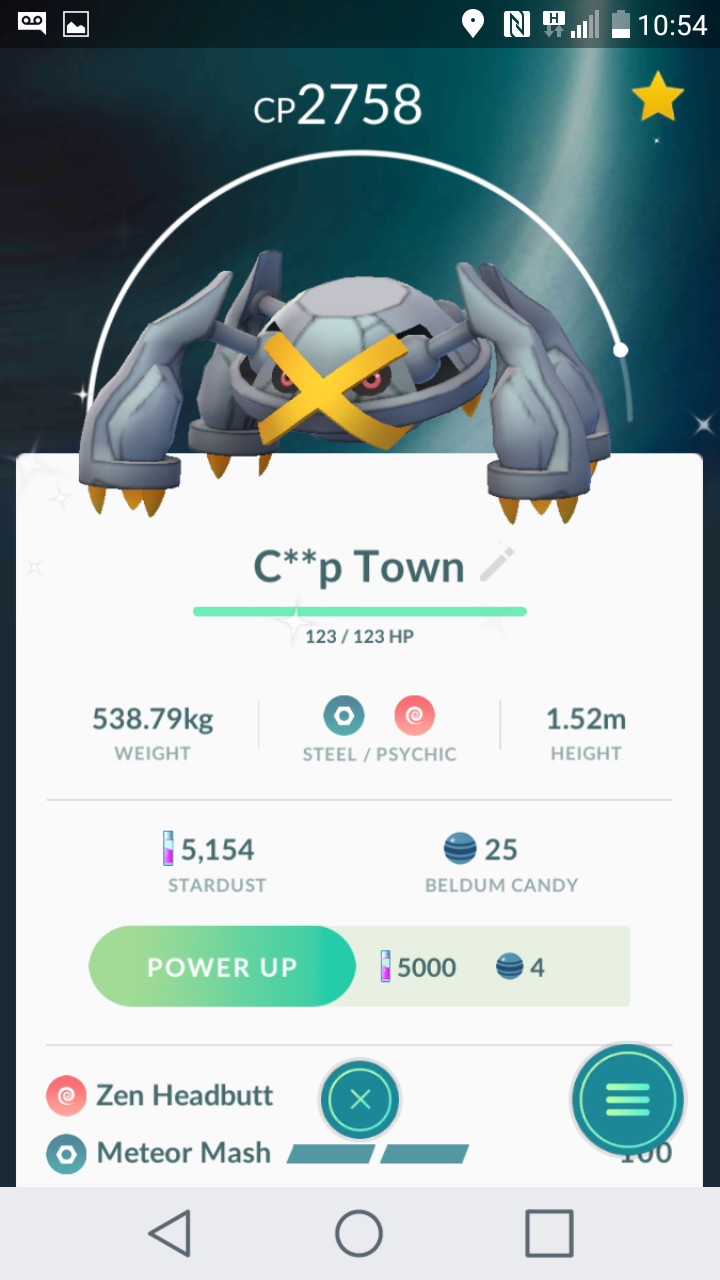 H 10:54
CP2758
C**p Town
123 / 123 HP
538.79kg
WEIGHT
STEEL / PSYCHIC
1.52m
HEIGHT
5,154
STARDUST
25
BELDUM CANDY
POWER UP 5000 4
Zen Headbutt
Meteor Mash 100